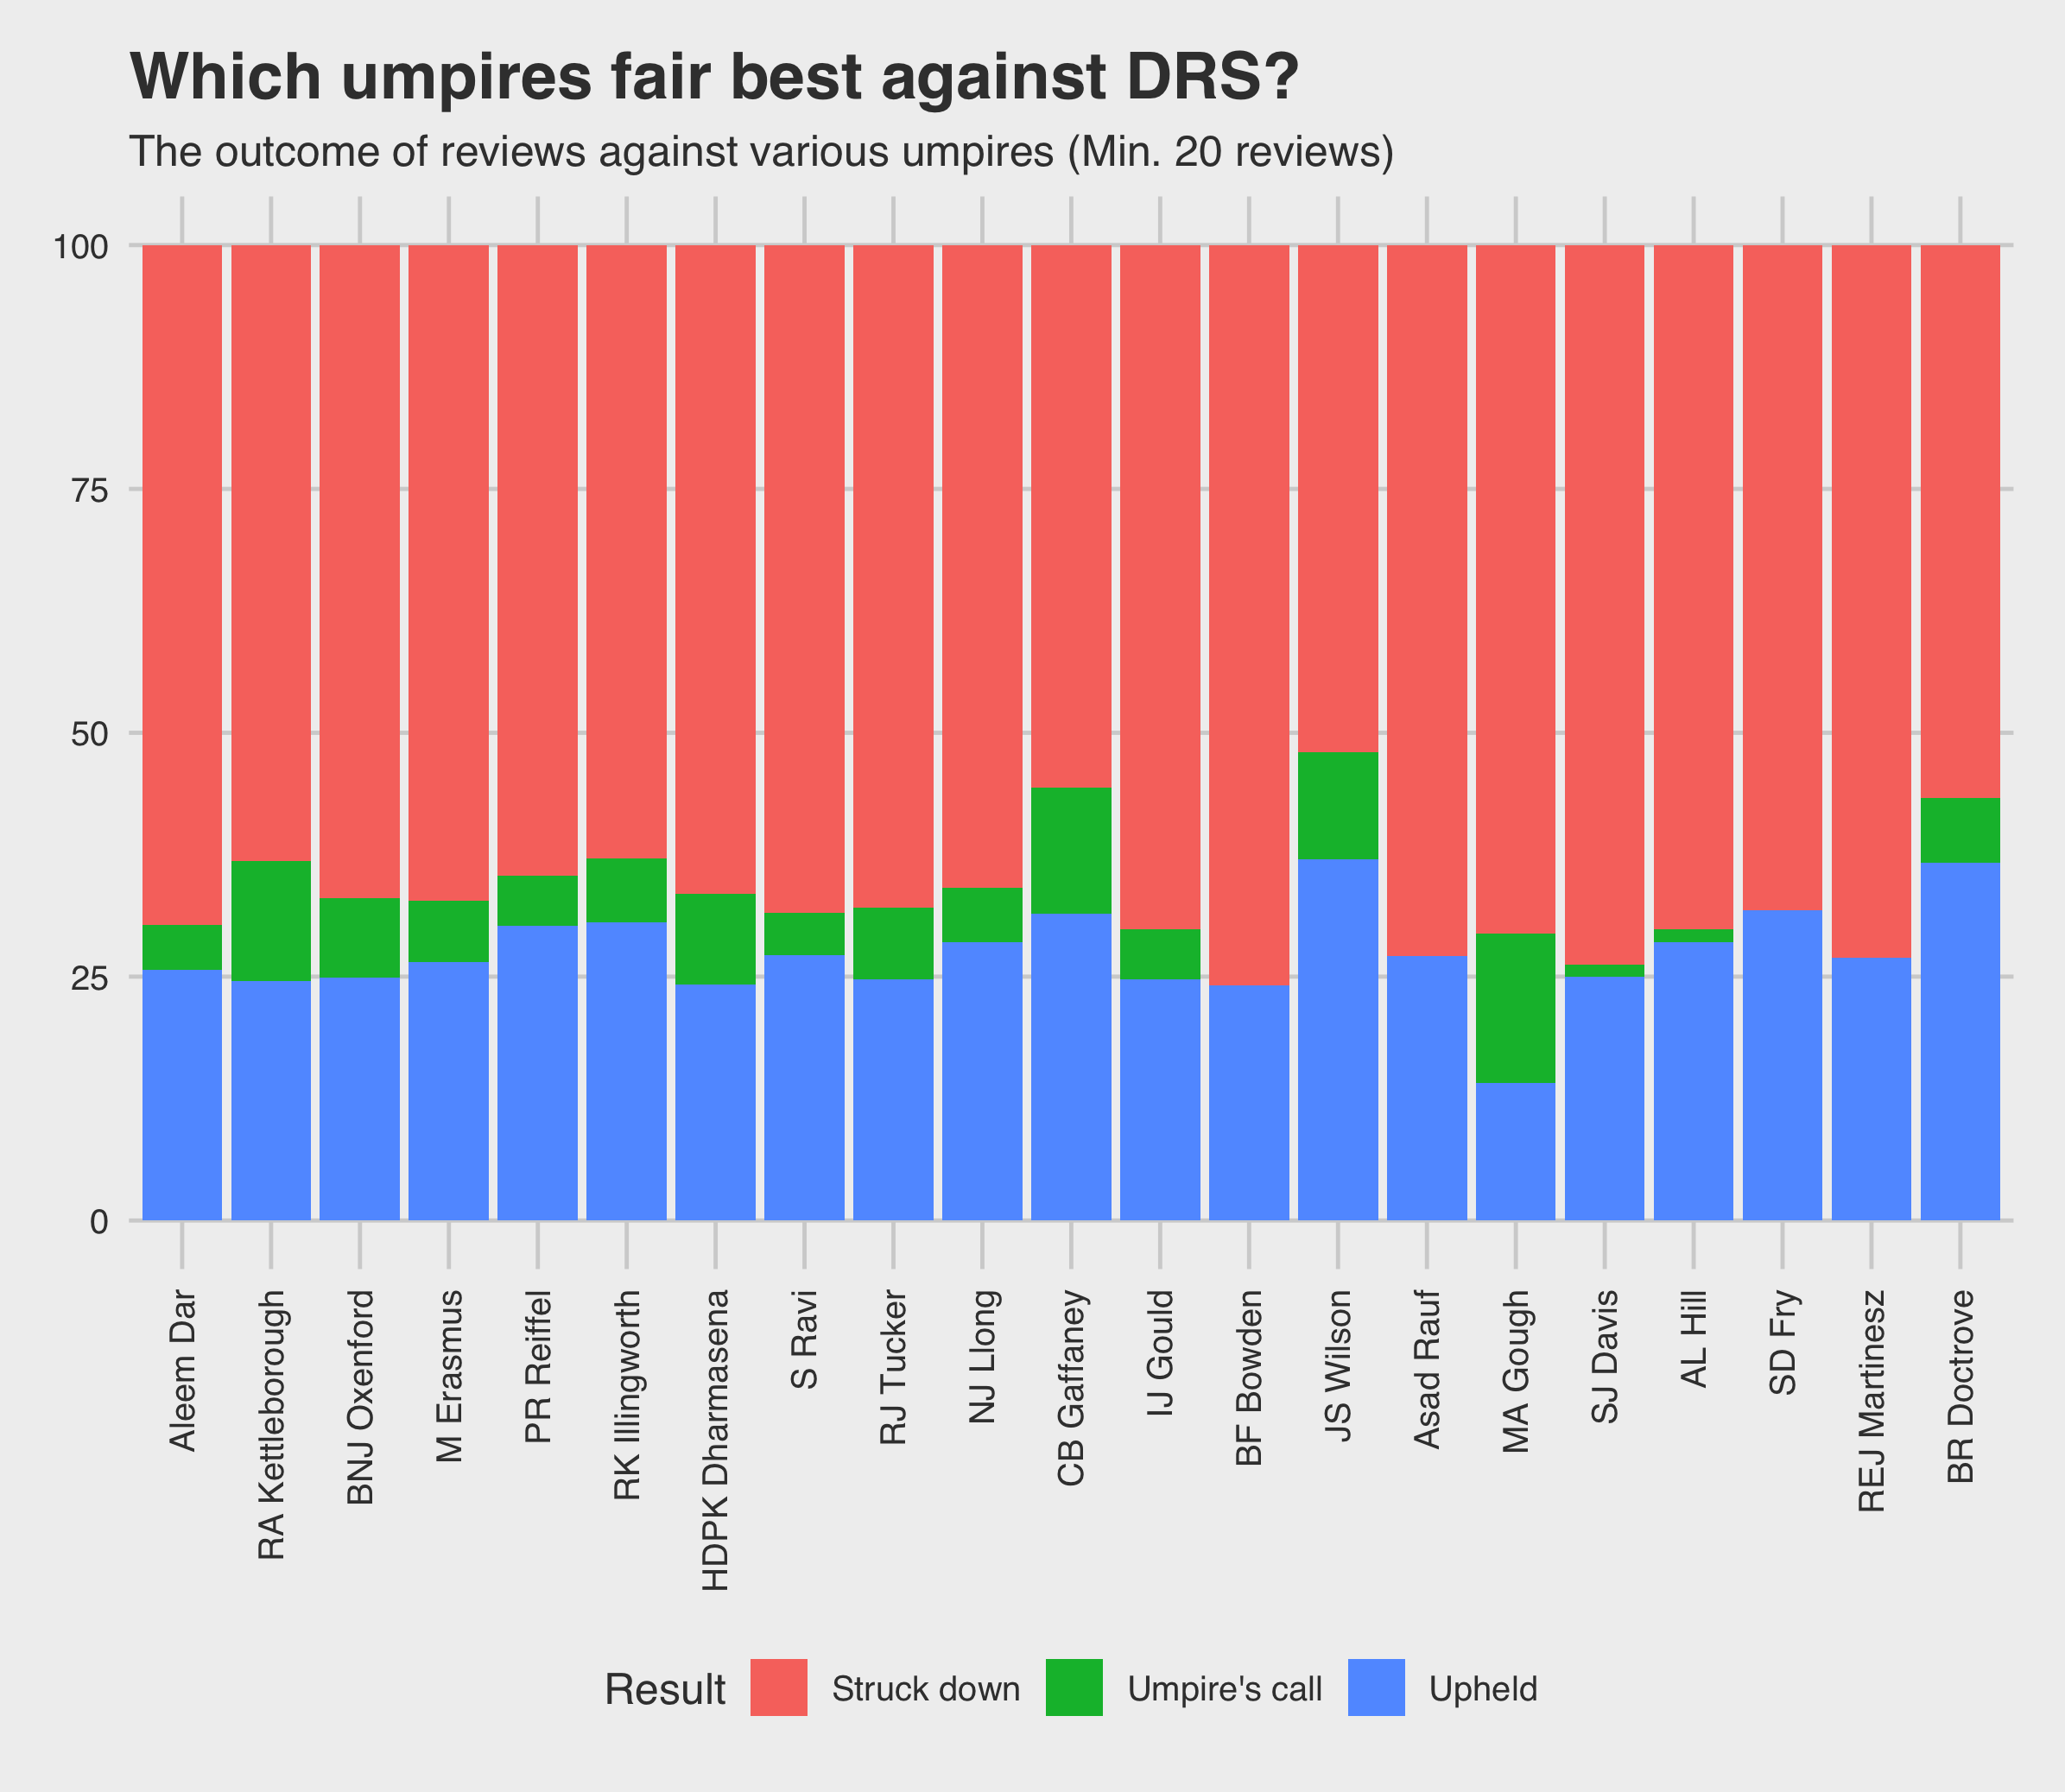 Which umpires fair best against DRS?
The outcome of reviews against various umpires (Min. 20 reviews)
100
75
50
25
0
Aleem Dar
RA Kettleborough
BNJ Oxenford
M Erasmus
PR Reiffel
RK Illingworth
HDPK Dharmasena
S Ravi
RJ Tucker
NJ Llong
CB Gaffaney
IJ Gould
BF Bowden
JS Wilson
Asad Rauf
MA Gough
SJ Davis
AL Hill
SD Fry
REJ Martinesz
BR Doctrove
Result Struck down Umpire's call Upheld